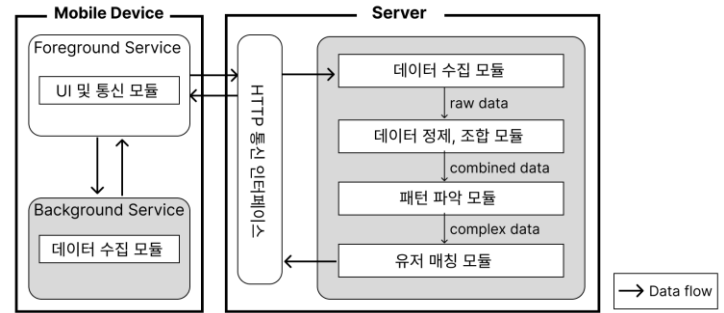 Mobile Device
Server
Foreground Service
UI 및 통신 모듈
Background Service
데이터 수집 모듈
HTTP 통신 인터페이스
데이터 수집 모듈
raw data
데이터 정제, 조합 모듈
combined data
패턴 파악 모듈
complex data
유저 매칭 모듈
Data flow